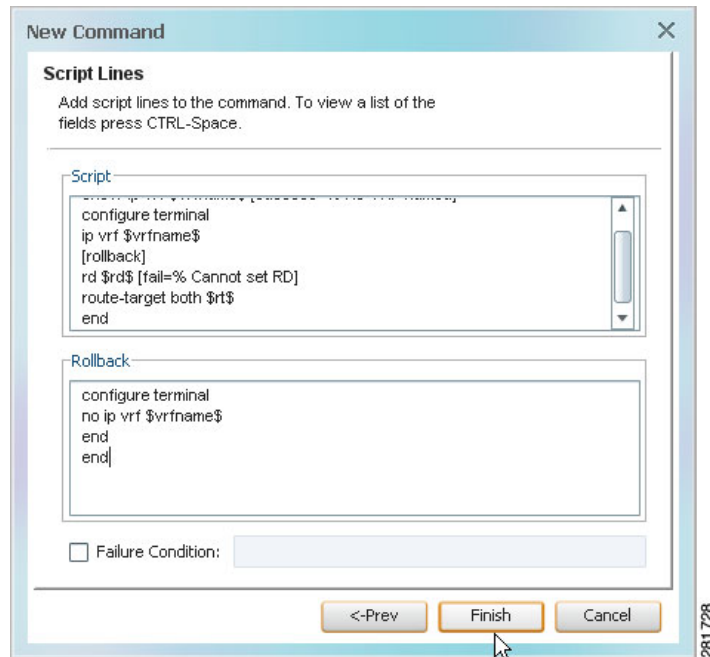 New Command
Script Lines
Add script lines to the command. To view a list of the
fields press CTRL-Space.
Script
configure terminal
ip vrf $vrfname$
[rollback]
rd $rd$ [fail=% Cannot set RD]
route-target both $rt$
end
Rollback
configure terminal
no ip vrf $vrfname$
end
end
Failure Condition:
<-Prev
Finish
Cancel
281728